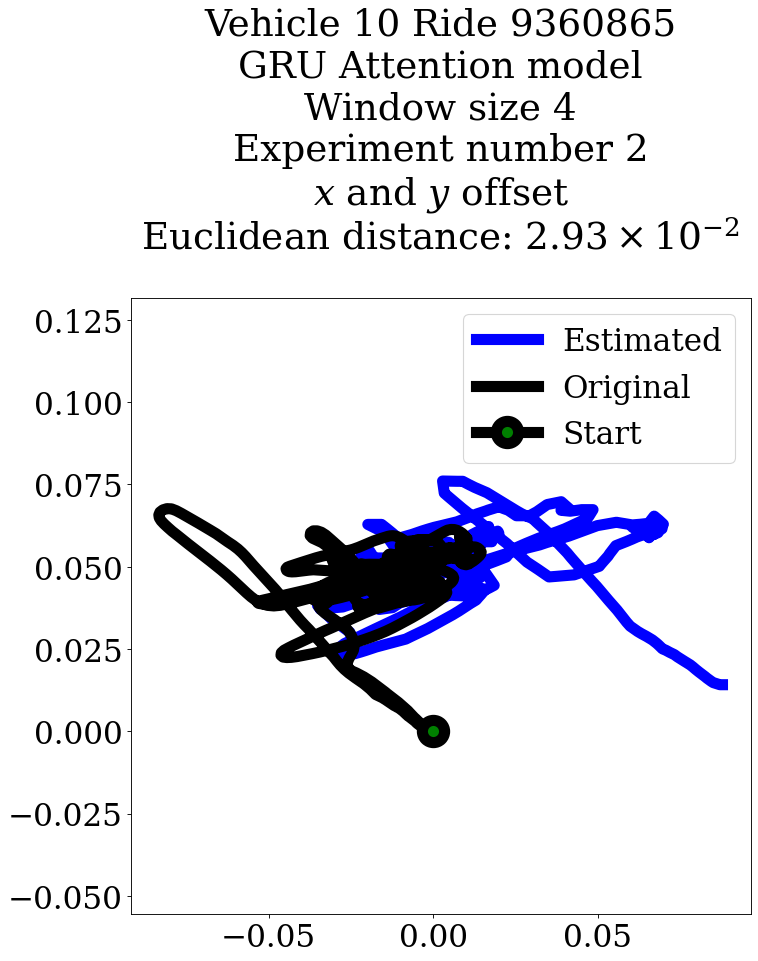 Vehicle 10 Ride 9360865
GRU Attention model
Window size 4
Experiment number 2
x and y offset
Euclidean distance: 2.93 × 10⁻²
Estimated
Original
Start
0.125
0.100
0.075
0.050
0.025
0.000
−0.025
−0.050
−0.05 0.00 0.05